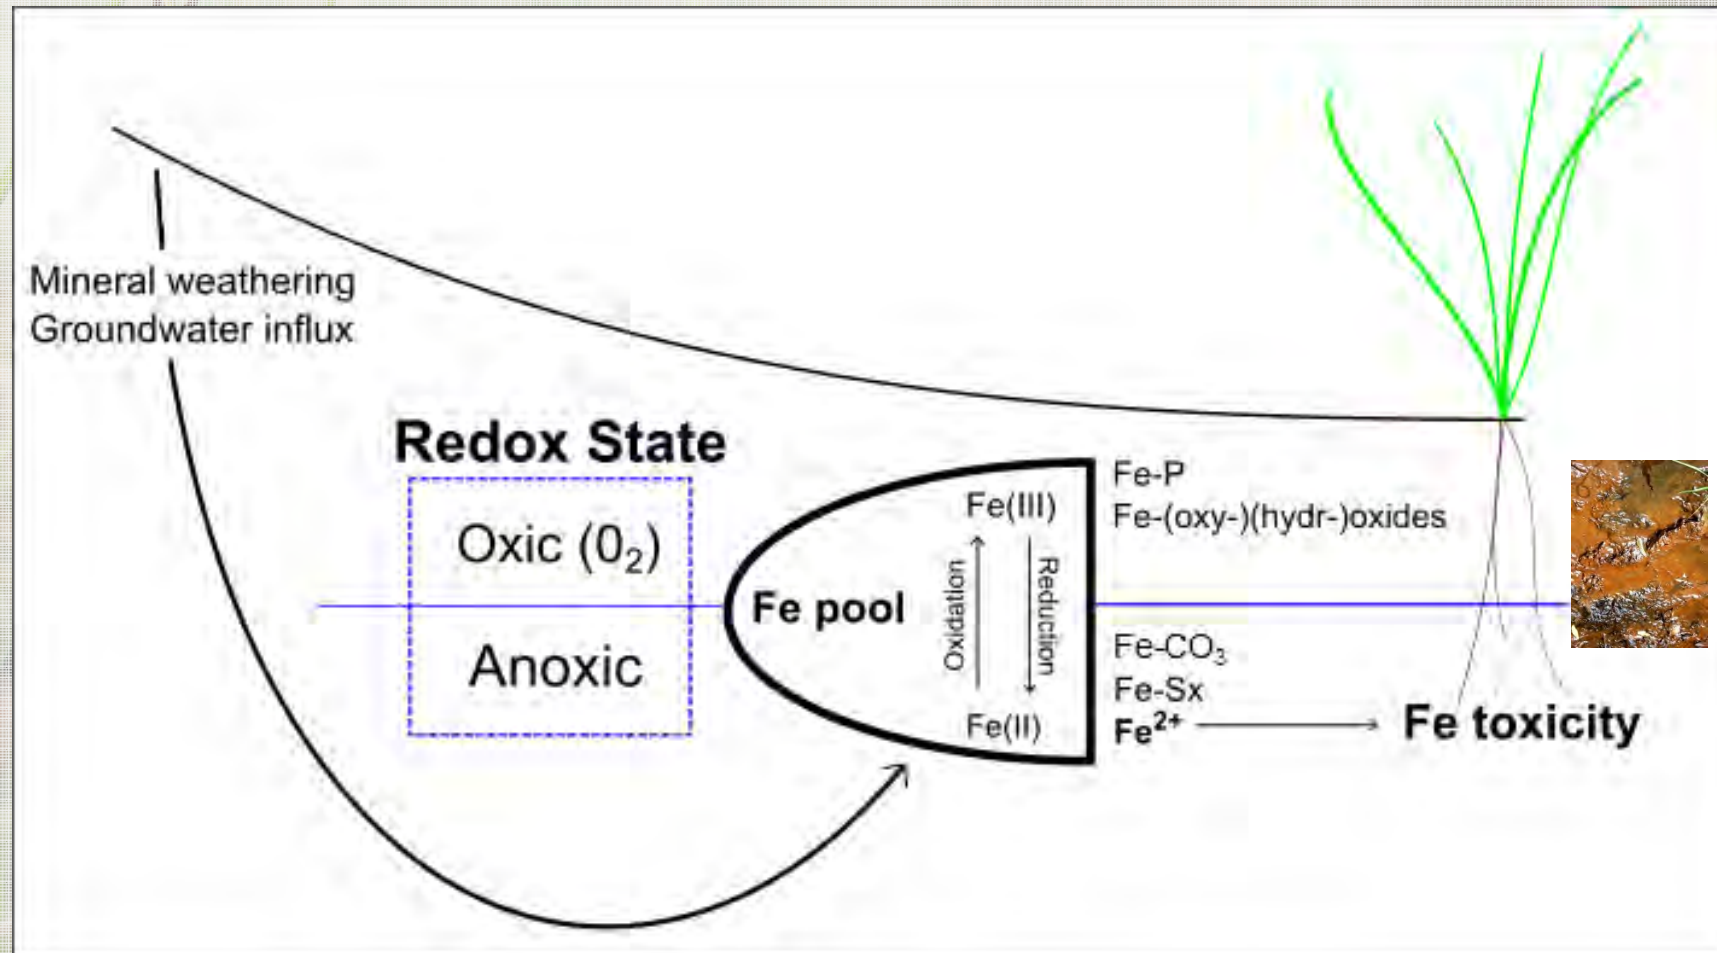 Mineral weathering
Groundwater influx
Redox State
Oxic (0₂)
Anoxic
Fe pool
Fe(III)
Oxidation
Reduction
Fe(II)
Fe-P
Fe-(oxy-)(hydr-)oxides
Fe-CO₃
Fe-Sx
Fe²⁺
Fe toxicity